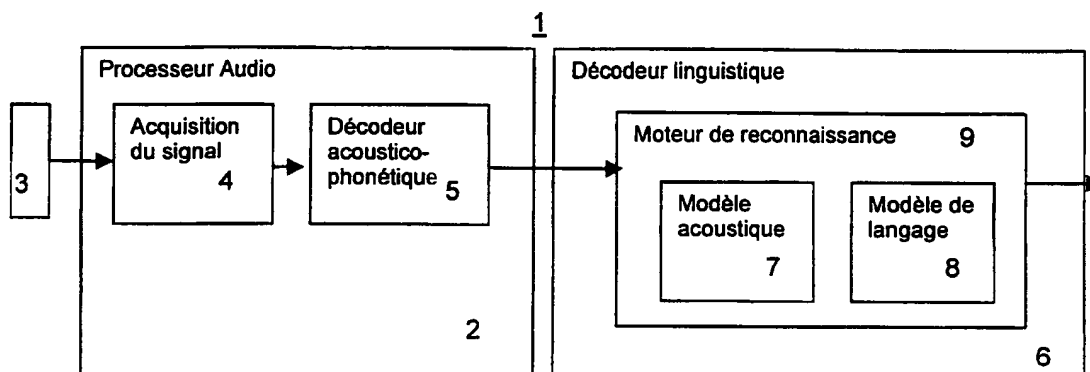 1
Processeur Audio
Décodeur linguistique
3
Acquisition
du signal
4
Décodeur
acoustico-
phonétique
5
Moteur de reconnaissance
9
Modèle
acoustique
7
Modèle de
langage
8
2
6